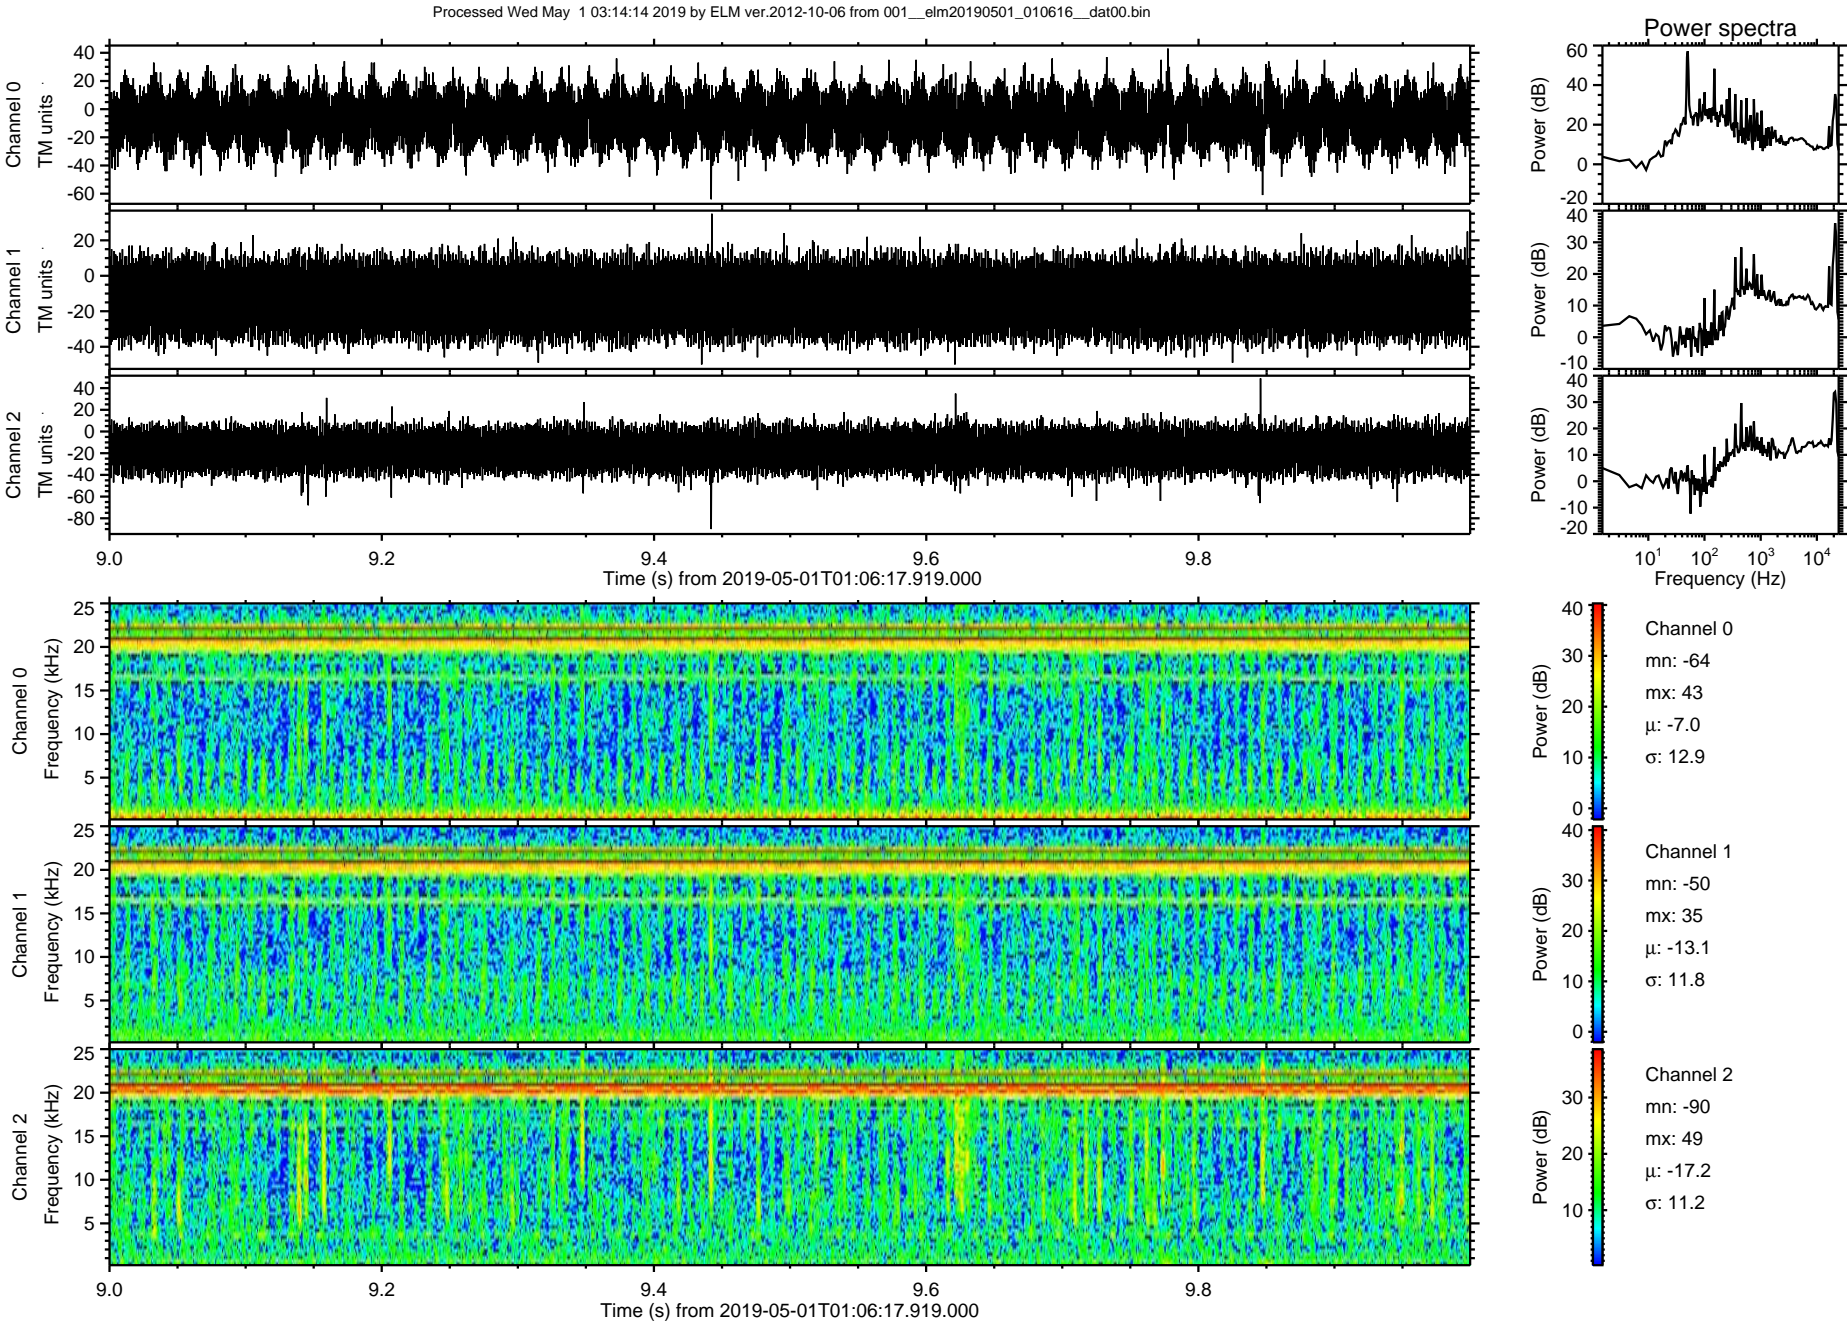 Processed Wed May  1 03:14:14 2019 by ELM ver.2012-10-06 from 001__elm20190501_010616__dat00.bin
Power spectra
Channel 0
TM units
40
20
0
-20
-40
-60
Power (dB)
60
40
20
0
-20
Channel 1
TM units
20
0
-20
-40
Power (dB)
40
30
20
10
0
-10
Channel 2
TM units
40
20
0
-20
-40
-60
-80
Power (dB)
40
30
20
10
0
-10
-20
9.0 9.2 9.4 9.6 9.8
Time (s) from 2019-05-01T01:06:17.919.000
10¹ 10² 10³ 10⁴
Frequency (Hz)
Channel 0
Frequency (kHz)
25
20
15
10
5
Power (dB)
40
30
20
10
0
Channel 0
mn: -64
mx: 43
μ: -7.0
σ: 12.9
Channel 1
Frequency (kHz)
25
20
15
10
5
Power (dB)
40
30
20
10
0
Channel 1
mn: -50
mx: 35
μ: -13.1
σ: 11.8
Channel 2
Frequency (kHz)
25
20
15
10
5
Power (dB)
30
20
10
Channel 2
mn: -90
mx: 49
μ: -17.2
σ: 11.2
9.0 9.2 9.4 9.6 9.8
Time (s) from 2019-05-01T01:06:17.919.000